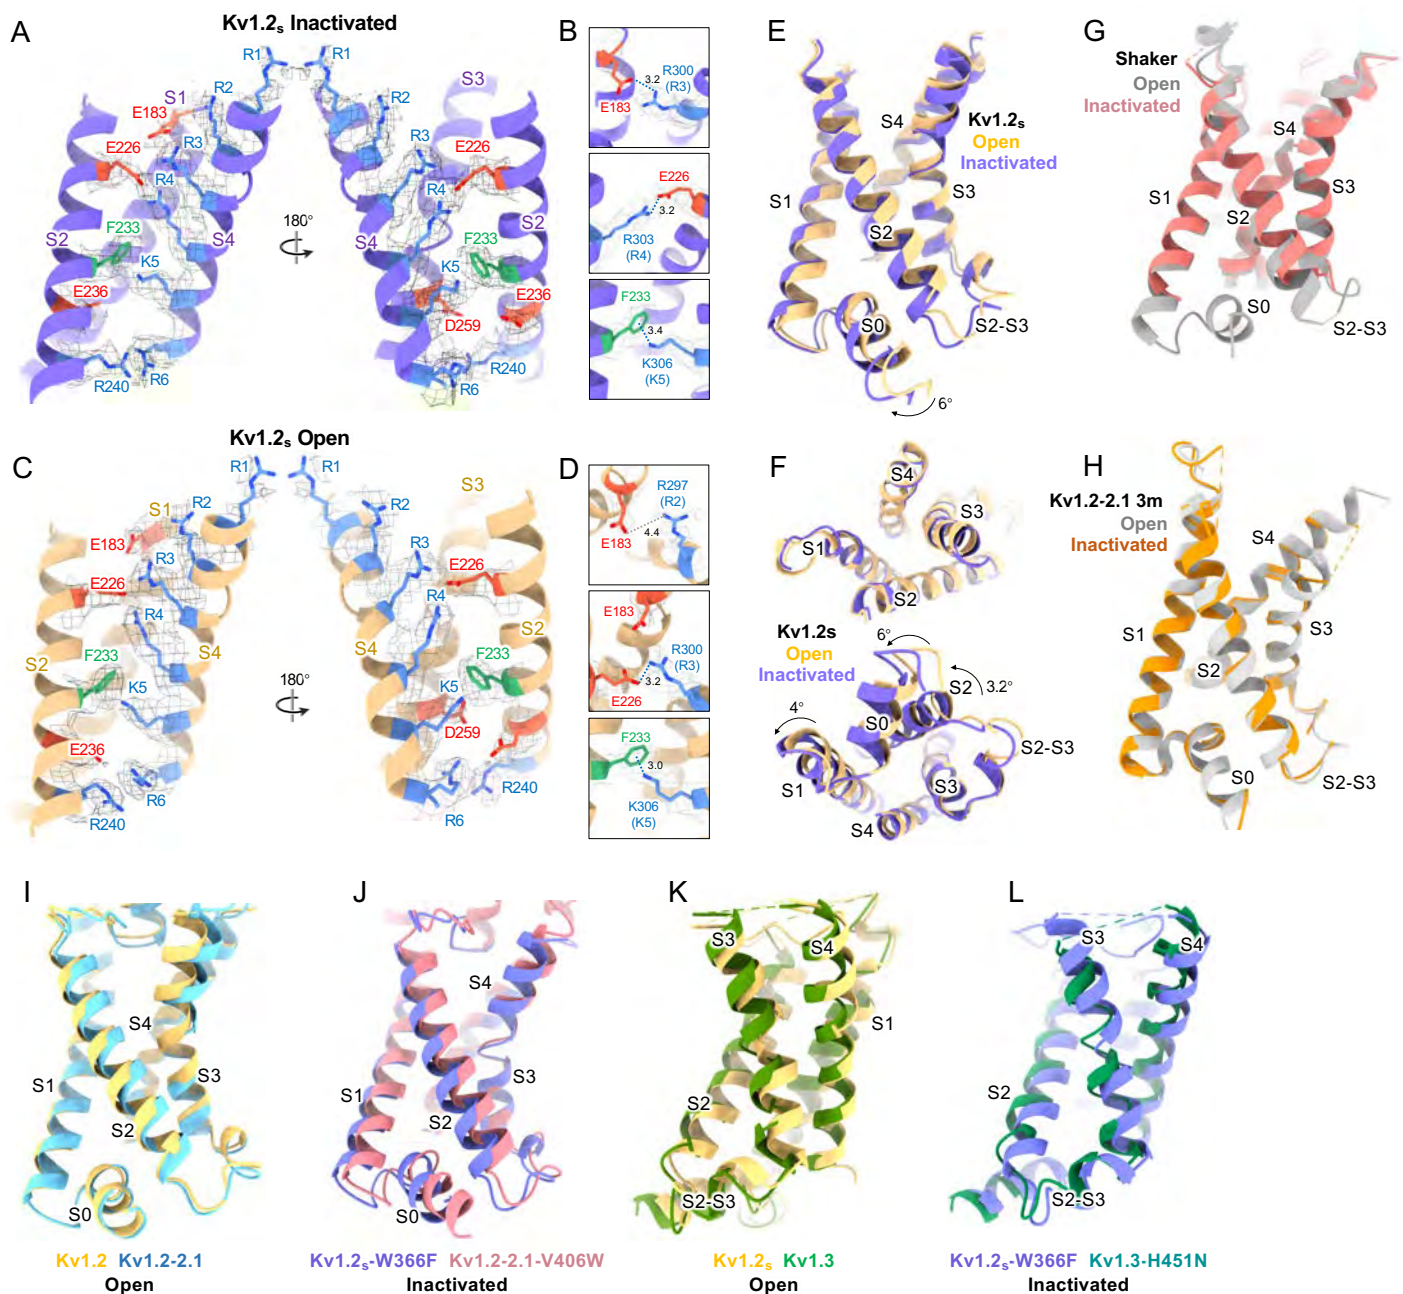 A
Kv1.2s Inactivated
R1
R1
R2
S1
E183
R3
E226
R4
S2
F233
S4
K5
E236
R240
R6
180°
S3
R2
R3
E226
R4
S2
S4
F233
K5
E236
D259
R240
R6
B
3.2
R300
(R3)
E183
E226
3.2
R303
(R4)
F233
3.4
K306
(K5)
C
Kv1.2s Open
R1
R1
R2
S1
E183
R3
E226
R4
S4
S2
F233
K5
E236
R6
R240
180°
S3
R2
R3
E226
R4
S2
S4
F233
K5
D259
R240
R6
D
R297
(R2)
E183
4.4
E183
R300
(R3)
3.2
E226
F233
3.0
K306
(K5)
E
S4
Kv1.2s
Open
Inactivated
S1
S3
S2
S0
S2-S3
6°
F
S4
S3
S1
S2
Kv1.2s
Open
Inactivated
6°
S2
3.2°
4°
S0
S2-S3
S1
S3
S4
G
Shaker
Open
Inactivated
S4
S1
S3
S2
S0
S2-S3
H
Kv1.2-2.1 3m
Open
Inactivated
S4
S1
S3
S2
S0
S2-S3
I
S4
S1
S3
S2
S0
Kv1.2 Kv1.2-2.1
Open
J
S4
S1
S3
S2
S0
Kv1.2s-W366F Kv1.2-2.1-V406W
Inactivated
K
S3
S4
S1
S2
S2-S3
Kv1.2s Kv1.3
Open
L
S3
S4
S2
S2-S3
Kv1.2s-W366F Kv1.3-H451N
Inactivated